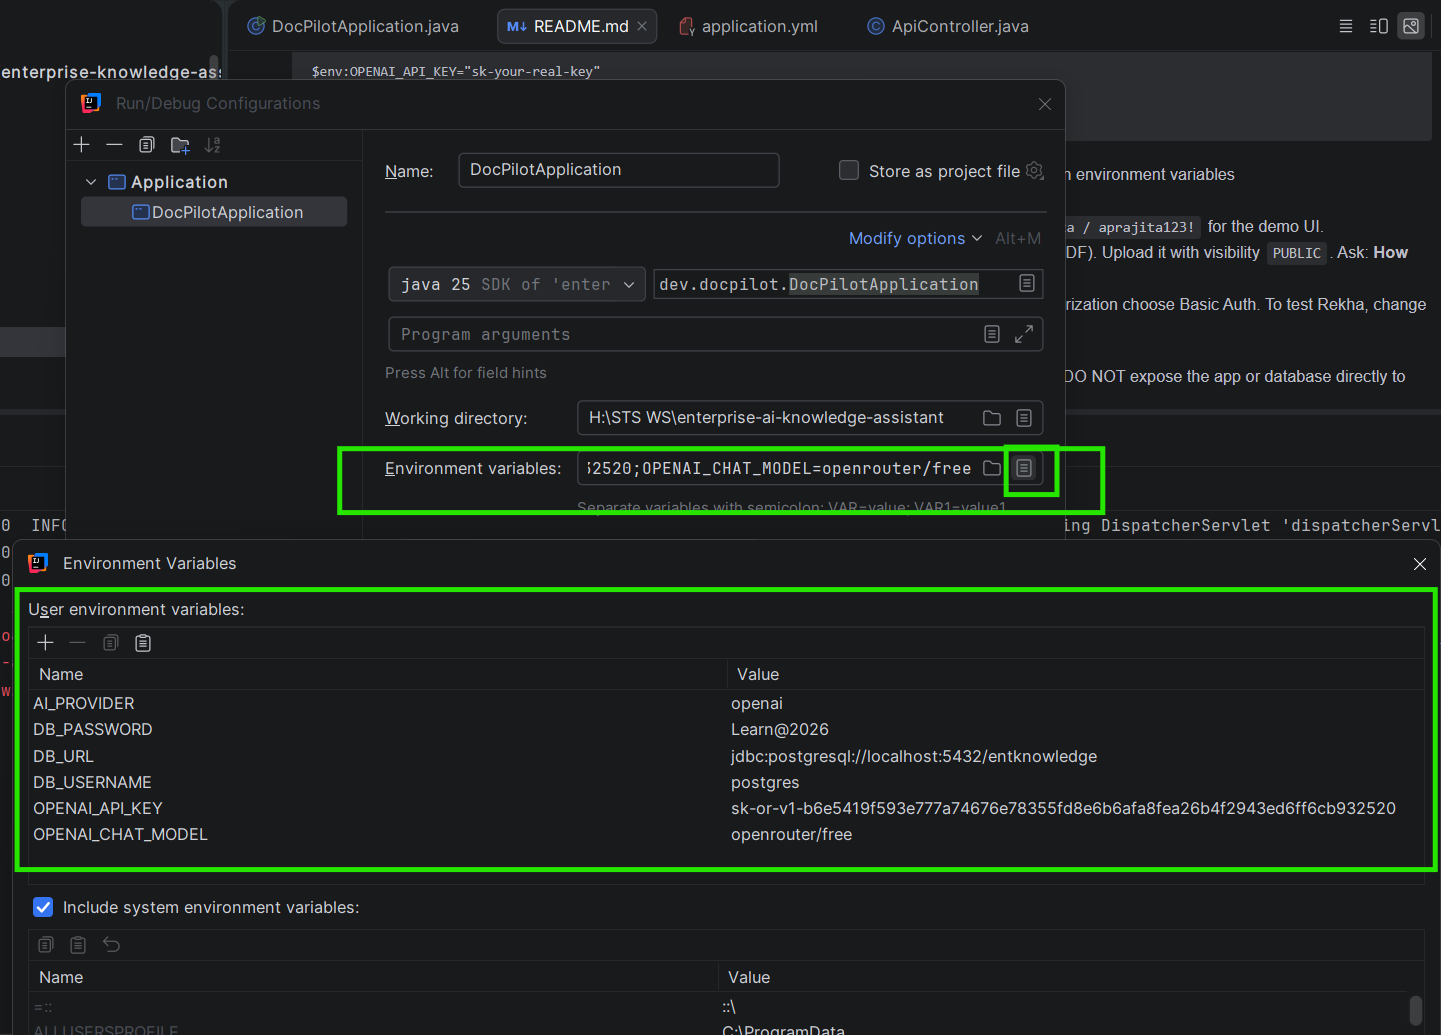 DocPilotApplication.java
M↓ README.md
application.yml
ApiController.java
enterprise-knowledge-ass
$env:OPENAI_API_KEY="sk-your-real-key"
Run/Debug Configurations
Name:
DocPilotApplication
Store as project file
Application
DocPilotApplication
n environment variables
Modify options
Alt+M
a / aprajita123! for the demo UI.
DF). Upload it with visibility PUBLIC . Ask: How
java 25 SDK of 'enter
dev.docpilot.DocPilotApplication
rization choose Basic Auth. To test Rekha, change
Program arguments
Press Alt for field hints
DO NOT expose the app or database directly to
Working directory:
H:\STS WS\enterprise-ai-knowledge-assistant
Environment variables:
32520;OPENAI_CHAT_MODEL=openrouter/free
Separate variables with semicolon: VAR=value; VAR1=value1
0 INFO
ing DispatcherServlet 'dispatcherServl
0
Environment Variables
0
User environment variables:
o
-
w
Name
Value
AI_PROVIDER
openai
DB_PASSWORD
Learn@2026
DB_URL
jdbc:postgresql://localhost:5432/entknowledge
DB_USERNAME
postgres
OPENAI_API_KEY
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
OPENAI_CHAT_MODEL
openrouter/free
Include system environment variables:
Name
Value
=::
::\
ALLUSERSPROFILE
C:\ProgramData